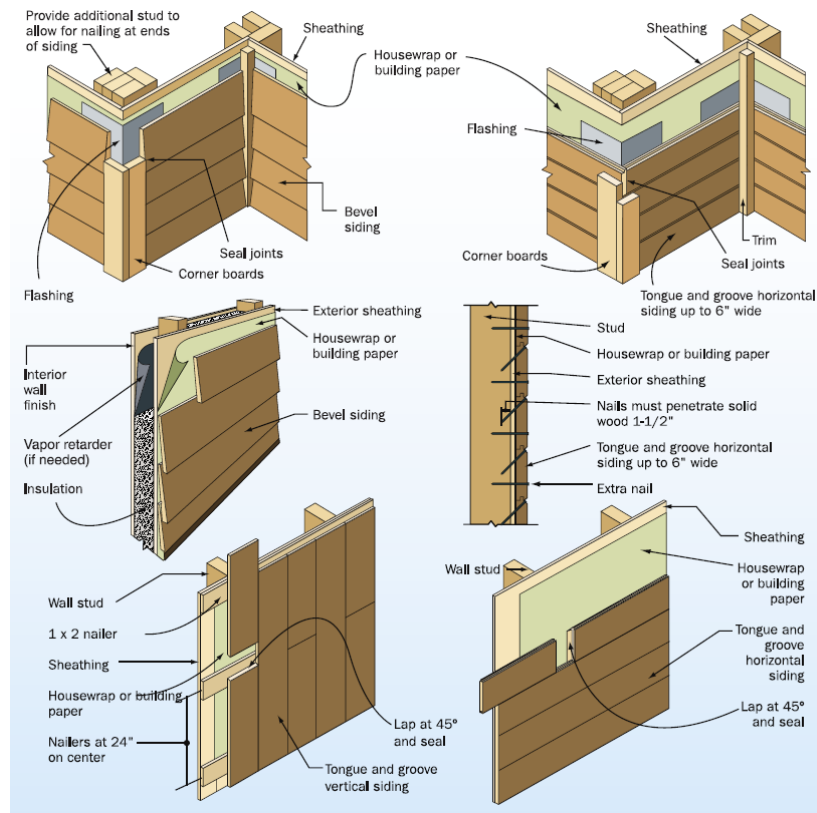 Provide additional stud to
allow for nailing at ends
of siding
Sheathing
Housewrap or
building paper
Bevel
siding
Seal joints
Corner boards
Flashing
Sheathing
Flashing
Trim
Corner boards
Seal joints
Tongue and groove horizontal
siding up to 6" wide
Exterior sheathing
Housewrap or
building paper
Interior
wall
finish
Bevel siding
Vapor retarder
(if needed)
Insulation
Stud
Housewrap or building paper
Exterior sheathing
Nails must penetrate solid
wood 1-1/2"
Tongue and groove horizontal
siding up to 6" wide
Extra nail
Wall stud
1 x 2 nailer
Sheathing
Housewrap or building
paper
Nailers at 24"
on center
Lap at 45°
and seal
Tongue and groove
vertical siding
Wall stud
Sheathing
Housewrap
or building
paper
Tongue and
groove
horizontal
siding
Lap at 45°
and seal